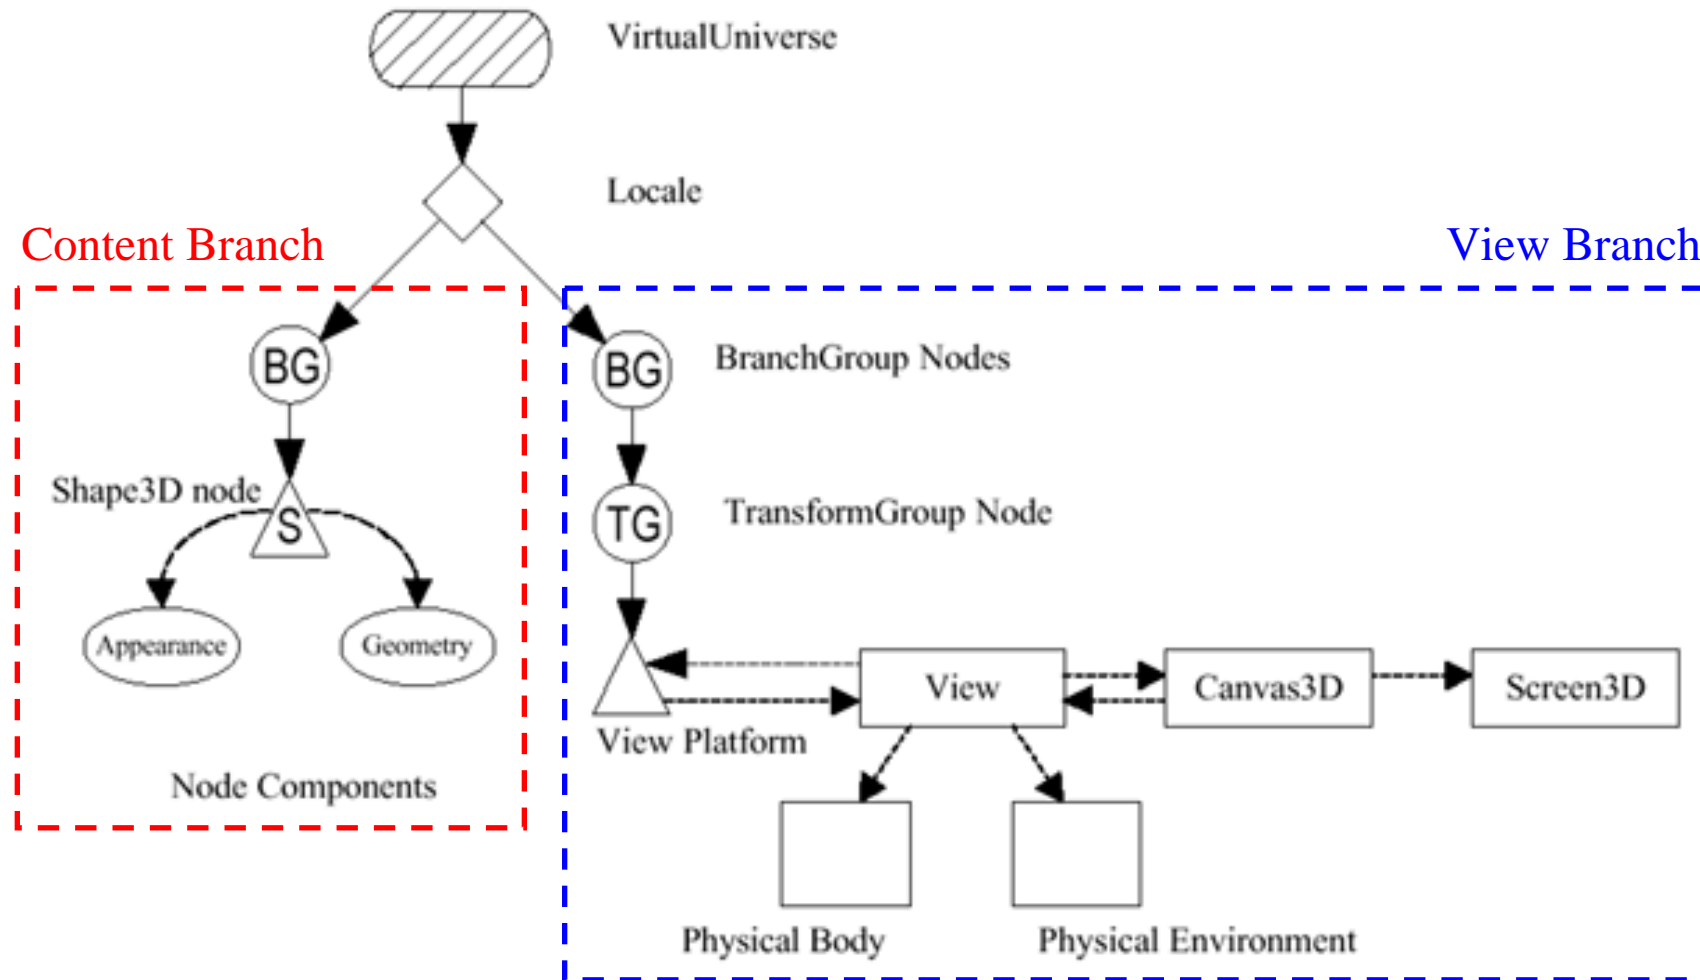 VirtualUniverse
Locale
Content Branch
View Branch
BG
BG
BranchGroup Nodes
Shape3D node
S
TG
TransformGroup Node
Appearance
Geometry
View
Canvas3D
Screen3D
View Platform
Node Components
Physical Body
Physical Environment